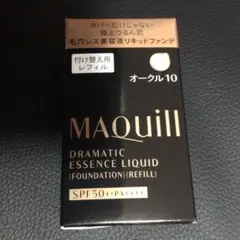 カバーだけじゃない
極上つるん肌
毛穴レス美容液リキッドファンデ
付け替え用
レフィル
オークル10
MAQuill
DRAMATIC
ESSENCE LIQUID
(FOUNDATION)(REFILL)
SPF50+PA++++